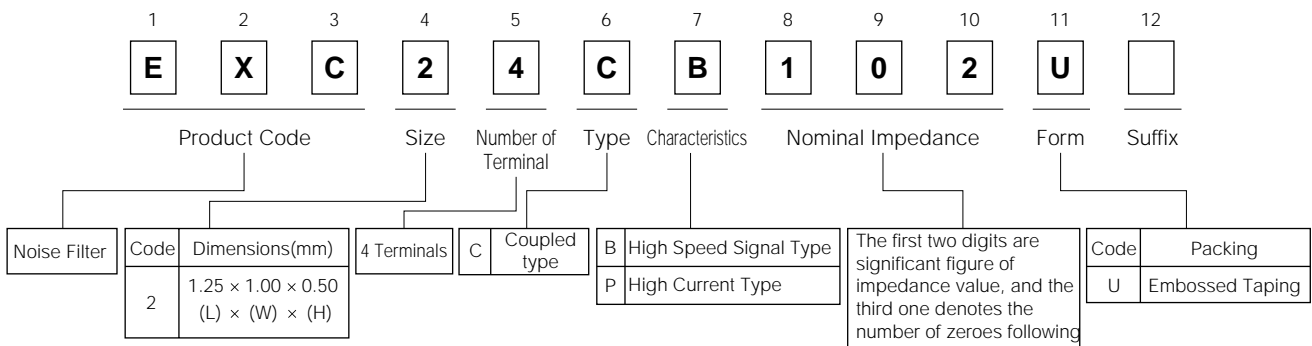 1 2 3 4 5 6 7 8 9 10 11 12
E X C 2 4 C B 1 0 2 U
Product Code Size Number of Terminal Type Characteristics Nominal Impedance Form Suffix
Noise Filter
Code Dimensions(mm)
2 1.25 × 1.00 × 0.50
(L) × (W) × (H)
4 Terminals
C Coupled
type
B High Speed Signal Type
P High Current Type
The first two digits are
significant figure of
impedance value, and the
third one denotes the
number of zeroes following
Code Packing
U Embossed Taping